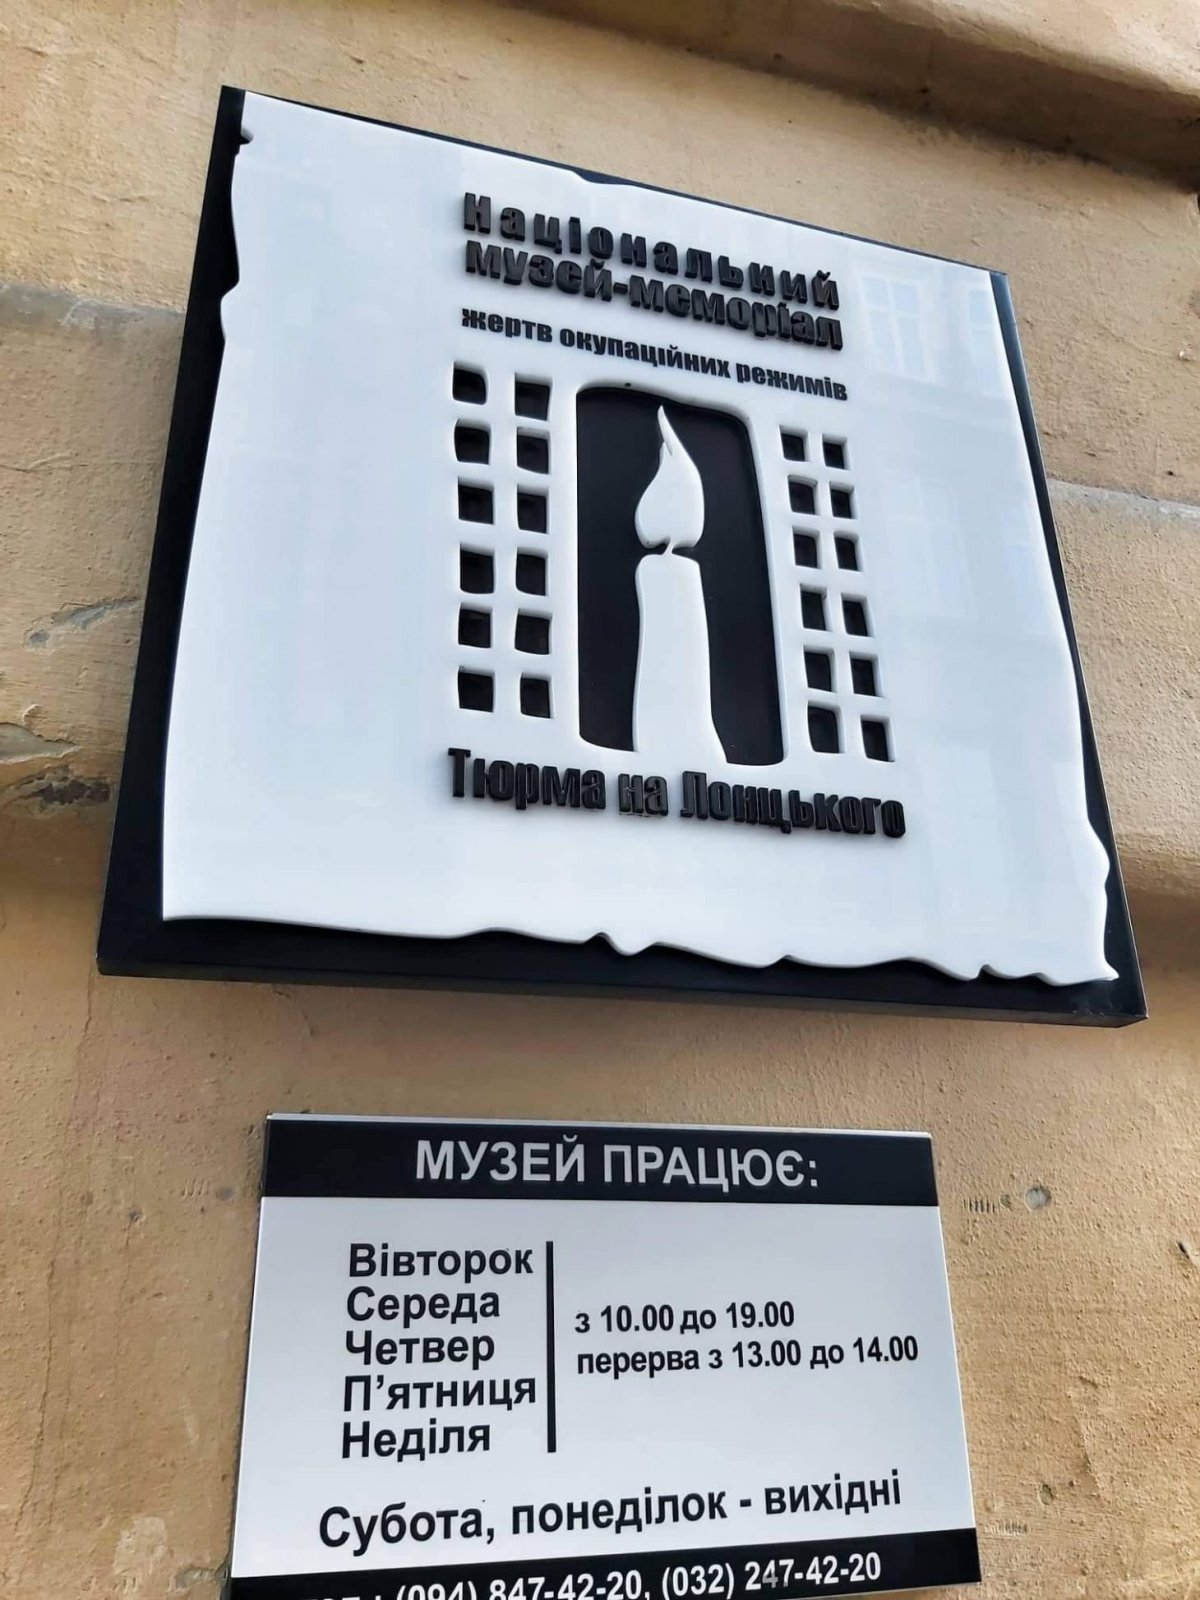 Національний
музей-меморіал
жертв окупаційних режимів
Тюрма на Лонцького
МУЗЕЙ ПРАЦЮЄ:
Вівторок
Середа
Четвер
П’ятниця
Неділя
з 10.00 до 19.00
перерва з 13.00 до 14.00
Субота, понеділок - вихідні
(094) 847-42-20, (032) 247-42-20